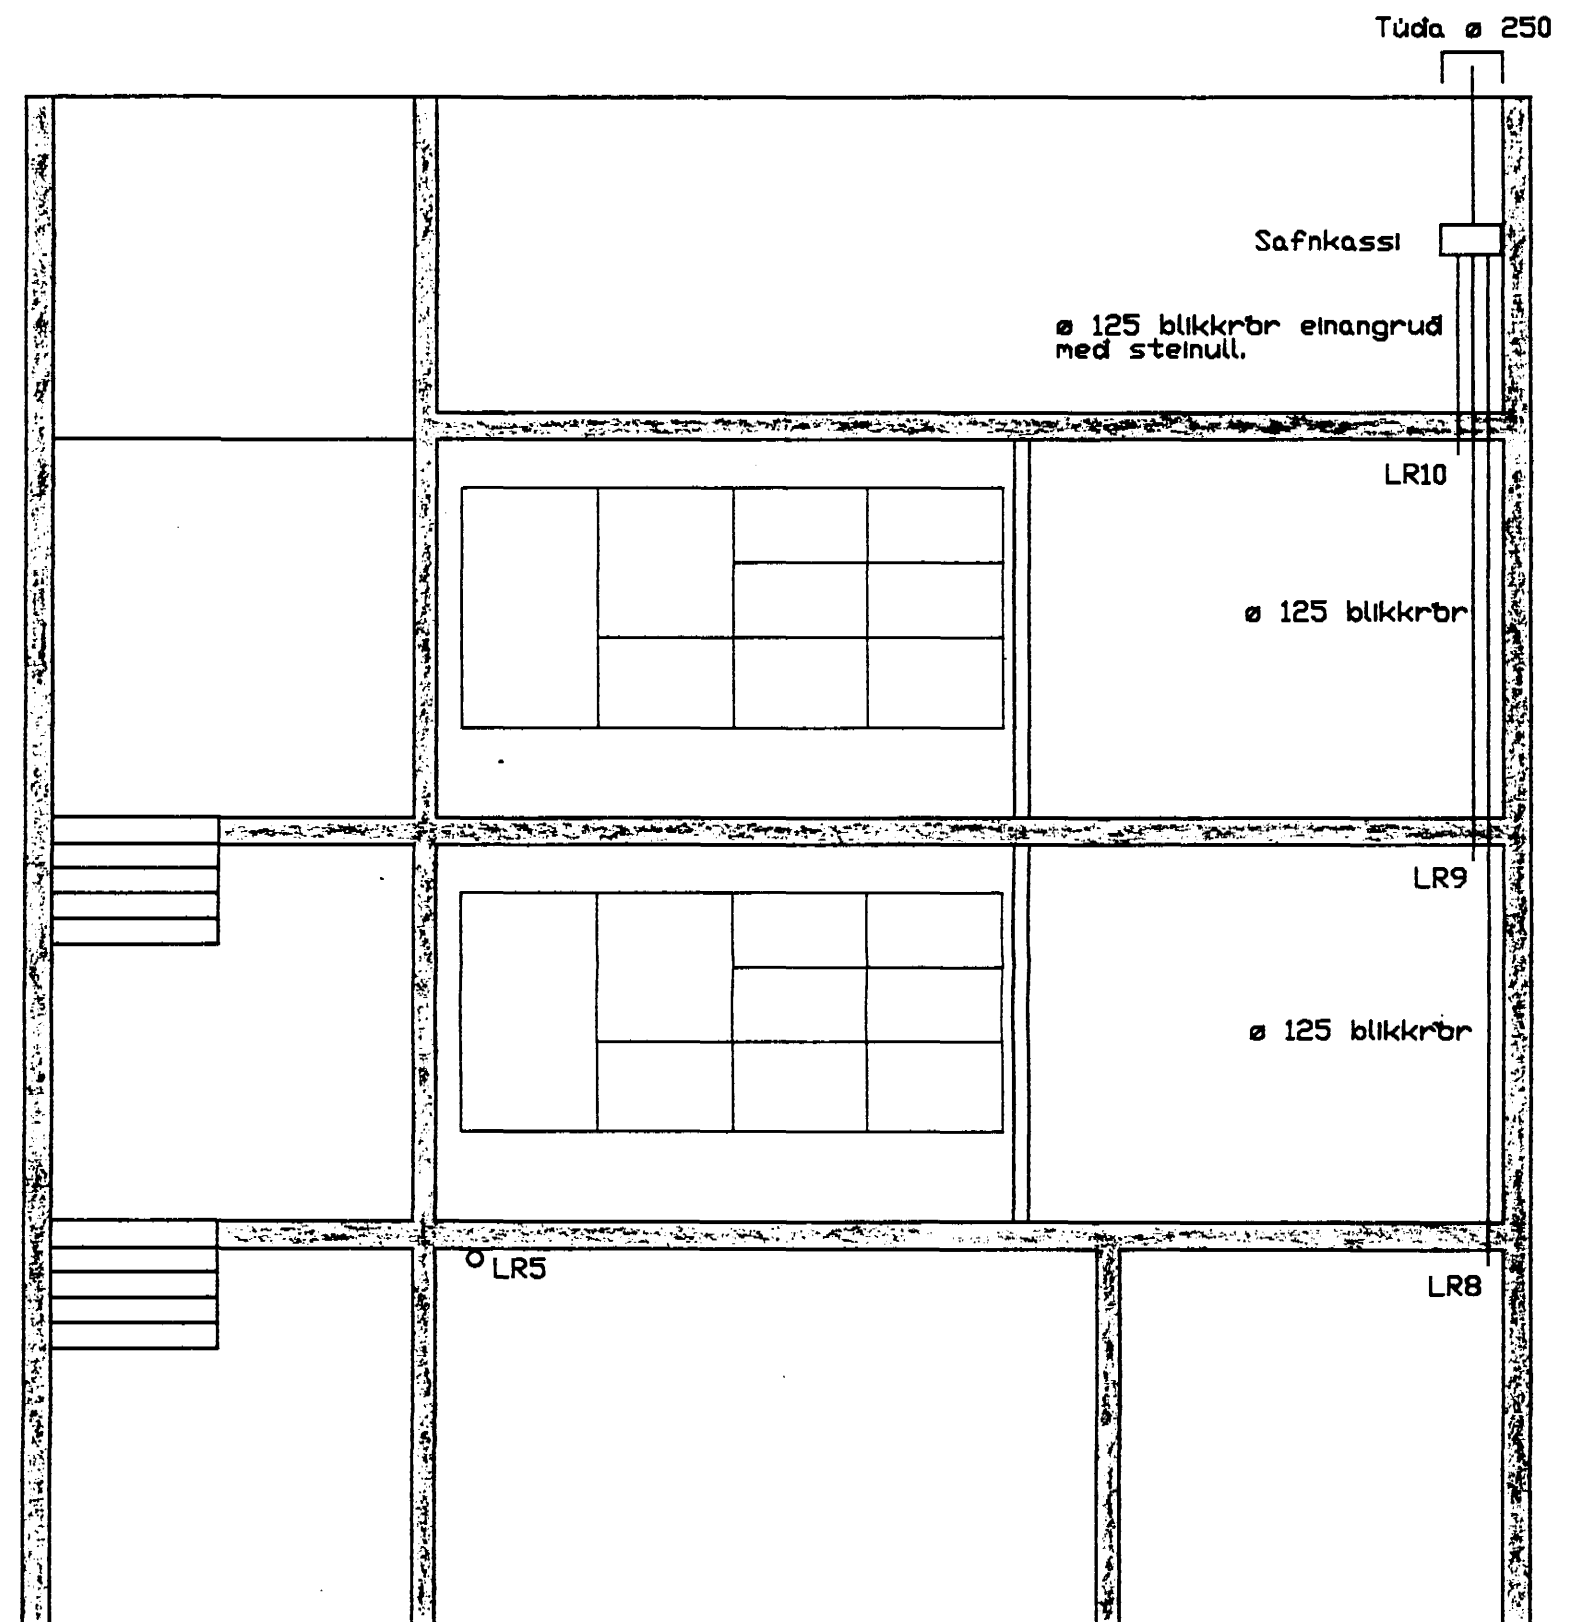 Túða ø 250
Safnkassi
ø 125 blikkrör einangruð
með steinull.
LR10
ø 125 blikkrör
LR9
ø 125 blikkrör
LR5
LR8